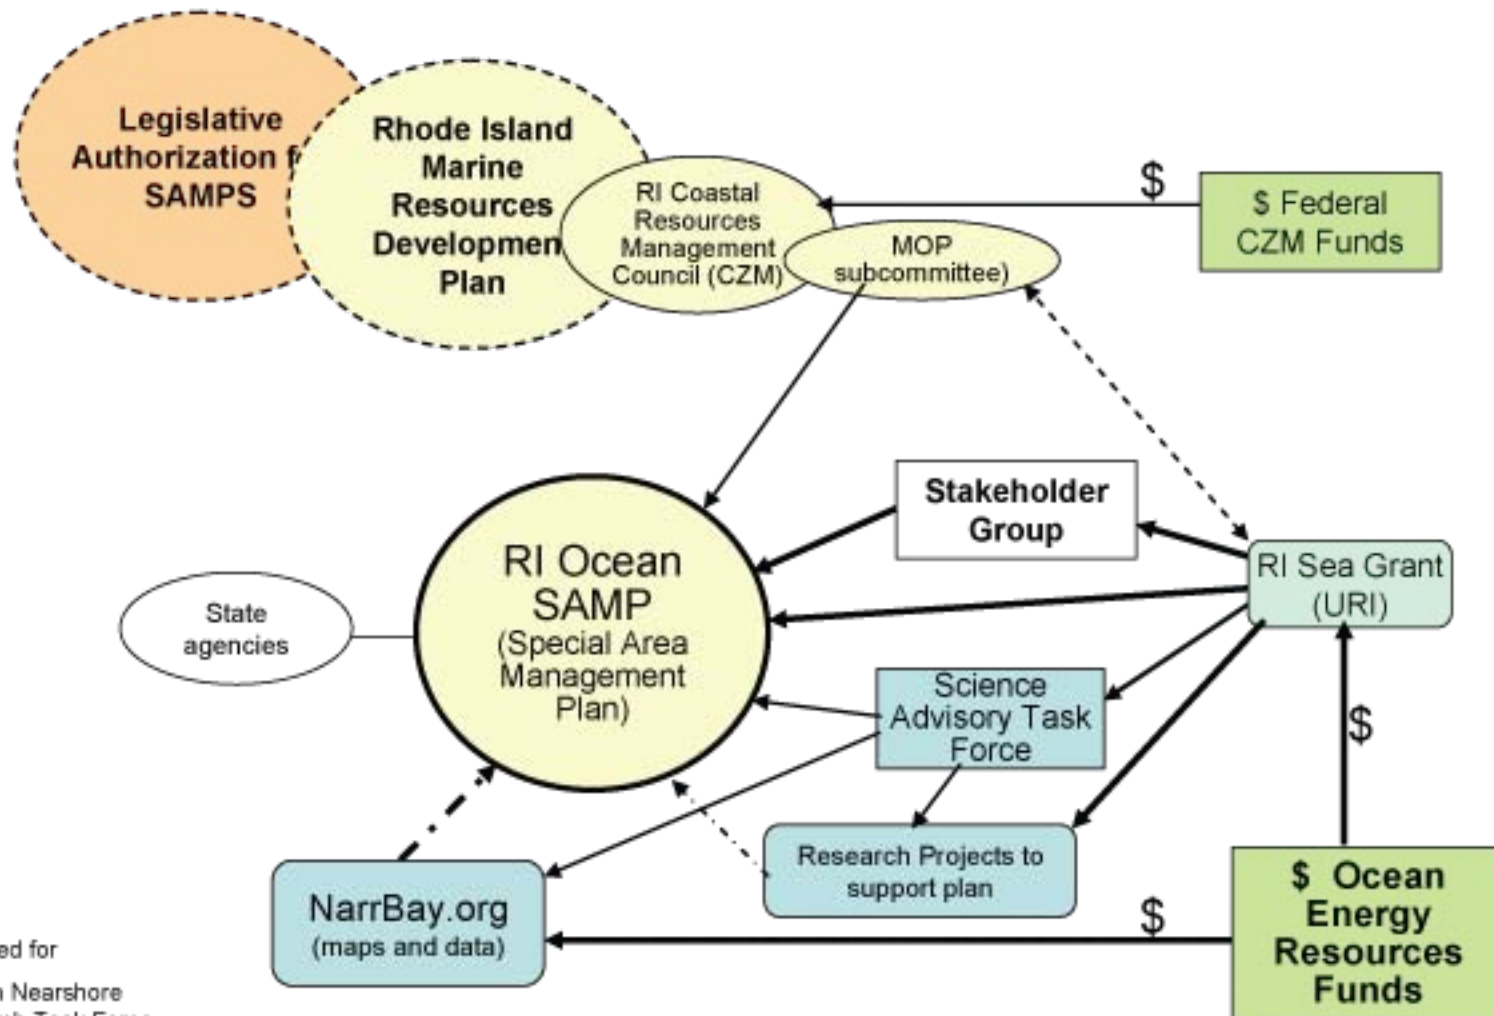 Legislative
Authorization f
SAMPS
Rhode Island
Marine
Resources
Developmen
Plan
RI Coastal
Resources
Management
Council (CZM)
MOP
subcommittee)
$
$ Federal
CZM Funds
Stakeholder
Group
RI Sea Grant
(URI)
RI Ocean
SAMP
(Special Area
Management
Plan)
State
agencies
Science
Advisory Task
Force
$
Research Projects to
support plan
NarrBay.org
(maps and data)
$
$ Ocean
Energy
Resources
Funds
ed for
Nearshore